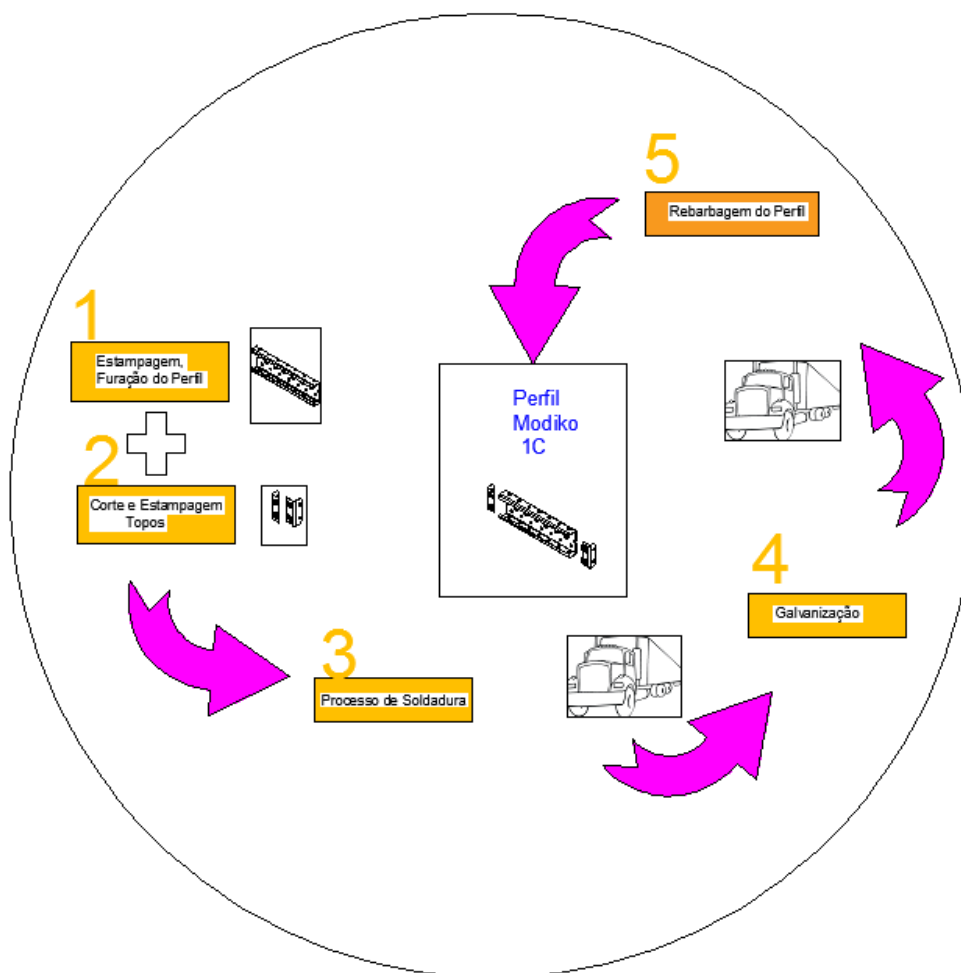 5
Rebarbagem do Perfil
1
Estampagem,
Furação do Perfil
2
Corte e Estampagem
Topos
Perfil
Modiko
1C
3
Processo de Soldadura
4
Galvanização